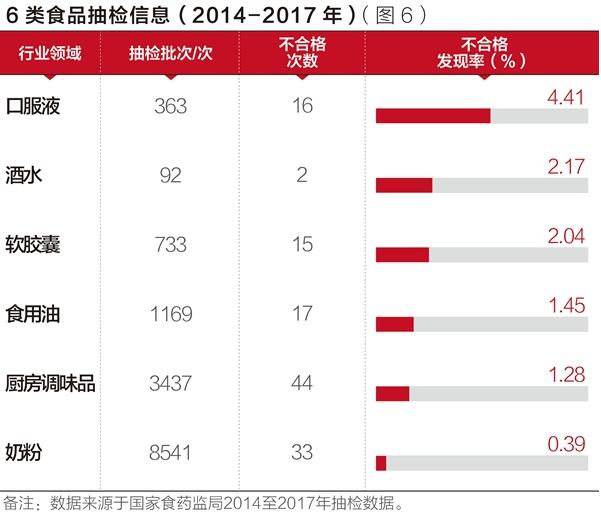 6类食品抽检信息（2014-2017年）（图6）
行业领域 抽检批次/次 不合格次数 不合格发现率（%）
口服液 363 16 4.41
酒水 92 2 2.17
软胶囊 733 15 2.04
食用油 1169 17 1.45
厨房调味品 3437 44 1.28
奶粉 8541 33 0.39
备注：数据来源于国家食药监局2014至2017年抽检数据。